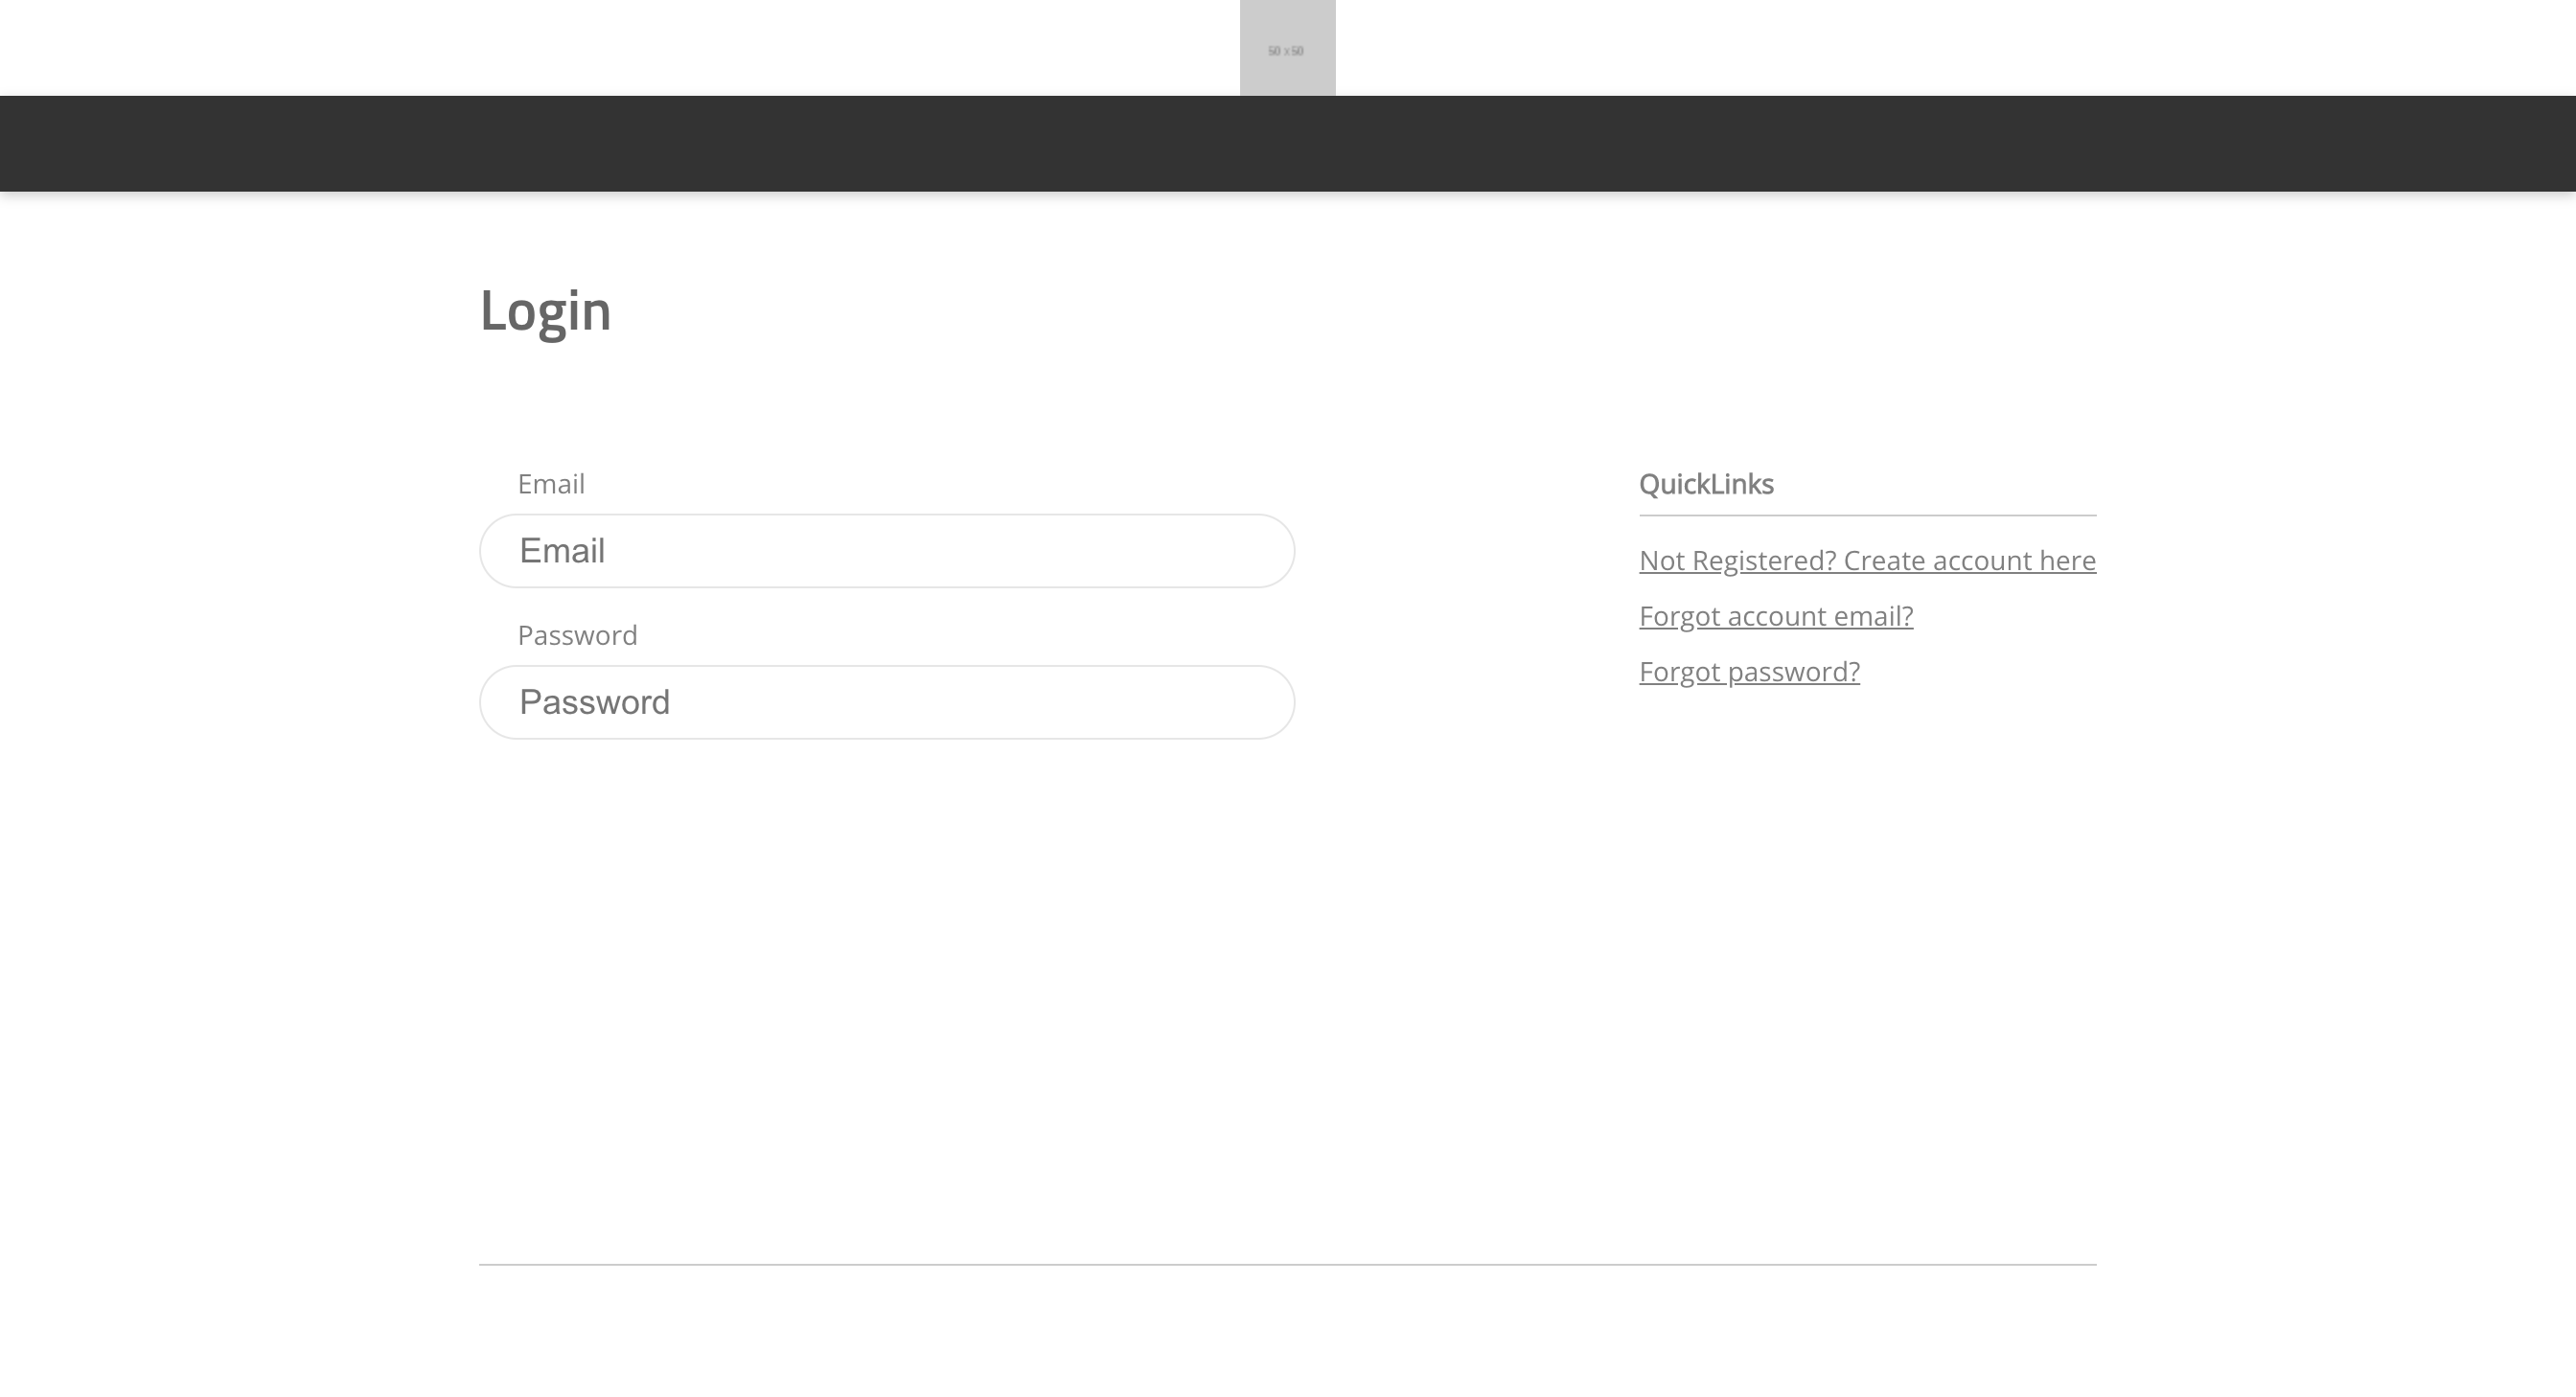 50 x 50
Login
Email
Email
Password
Password
QuickLinks
Not Registered? Create account here
Forgot account email?
Forgot password?